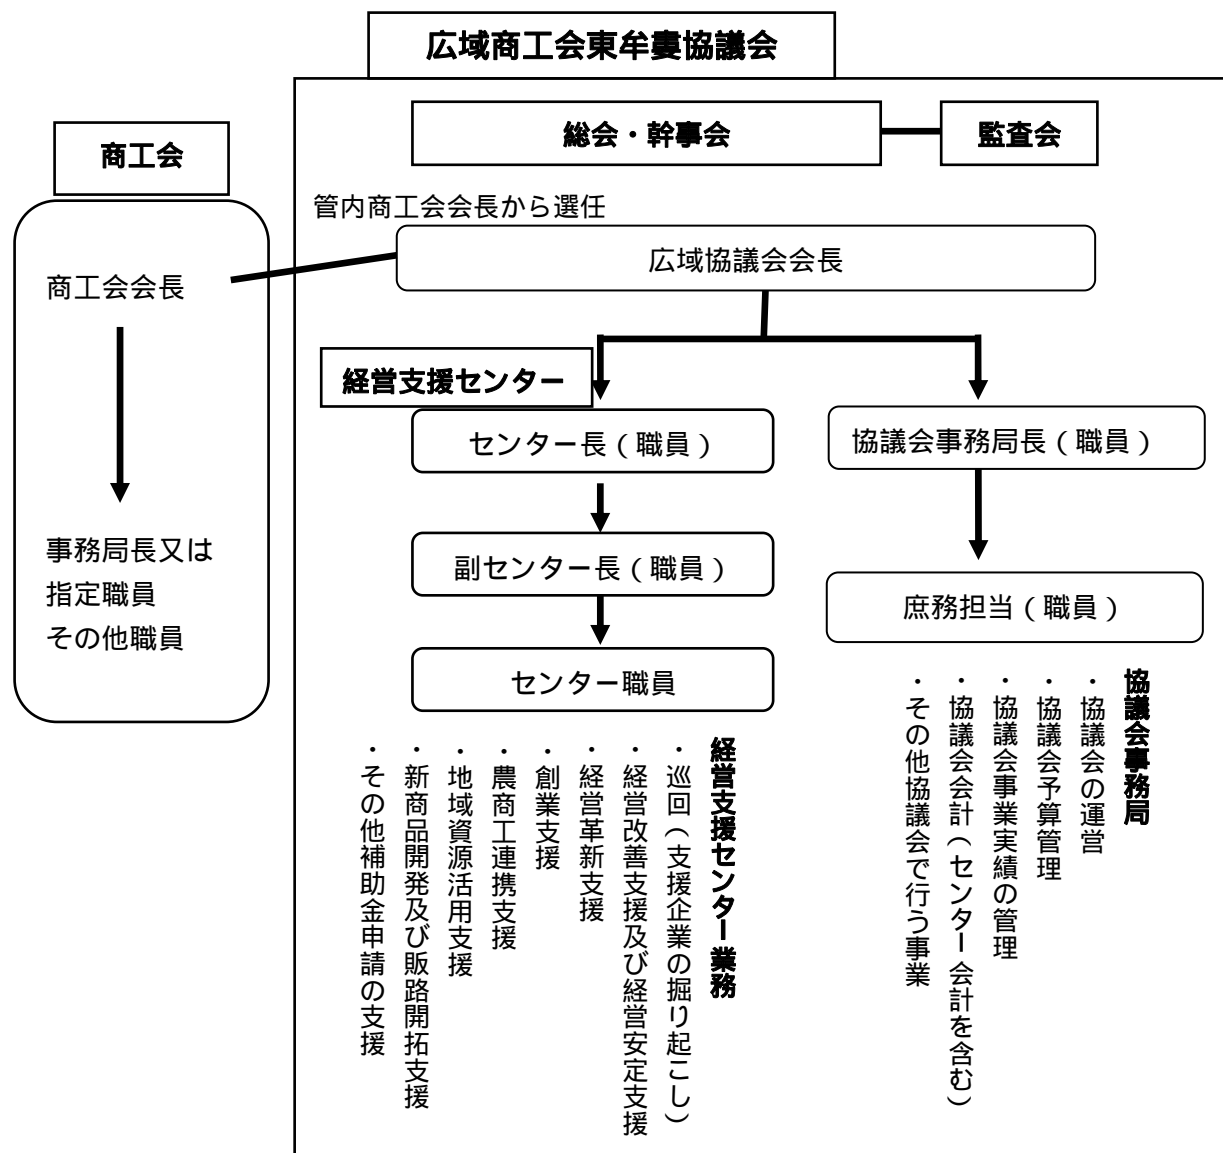 広域商工会東牟婁協議会
総会・幹事会
監査会
商工会
管内商工会会長から選任
広域協議会会長
商工会会長
経営支援センター
センター長（職員）
協議会事務局長（職員）
副センター長（職員）
事務局長又は
指定職員
その他職員
庶務担当（職員）
センター職員
経営支援センター業務
・巡回（支援企業の掘り起こし）
・経営改善支援及び経営安定支援
・経営革新支援
・創業支援
・農商工連携支援
・地域資源活用支援
・新商品開発及び販路開拓支援
・その他補助金申請の支援
協議会事務局
・協議会の運営
・協議会予算管理
・協議会事業実績の管理
・協議会会計（センター会計を含む）
・その他協議会で行う事業